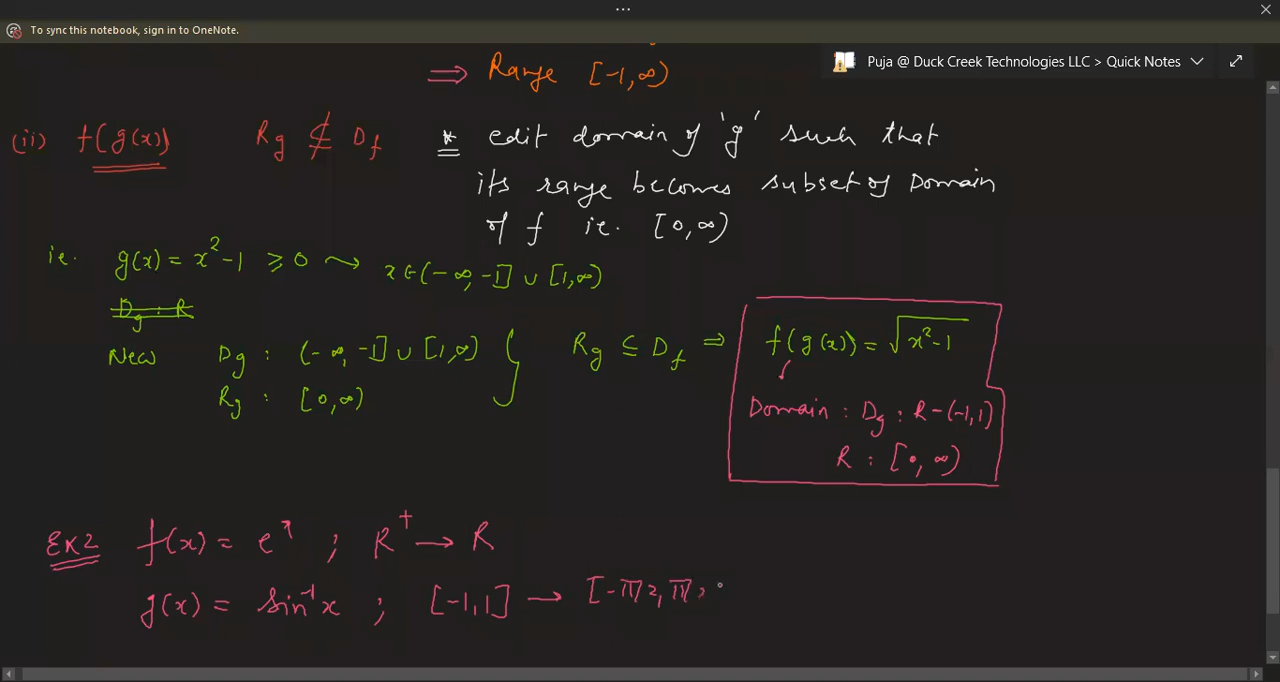 To sync this notebook, sign in to OneNote.
⟹ Range [-1,∞)
Puja @ Duck Creek Technologies LLC > Quick Notes
(ii) f(g(x)) Rg ⊈ Df * edit domain of 'g' such that
its range becomes subset of Domain
of f ie. [0,∞)
ie. g(x) = x²-1 ≥ 0 ⤳ x ∈ (-∞,-1] ∪ [1,∞)
Dg : R
New Dg : (-∞,-1] ∪ [1,∞) } Rg ⊆ Df ⇒ f(g(x)) = √x²-1
Rg : [0,∞)
Domain : Dg : R-(-1,1)
R : [0,∞)
EX2 f(x) = eˣ ; R⁺ → R
g(x) = sin⁻¹x ; [-1,1] → [-π/2, π/2